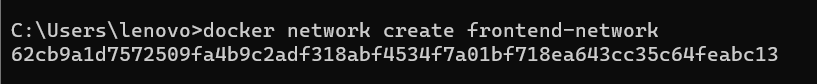 C:\Users\lenovo>docker network create frontend-network
62cb9a1d7572509fa4b9c2adf318abf4534f7a01bf718ea643cc35c64feabc13